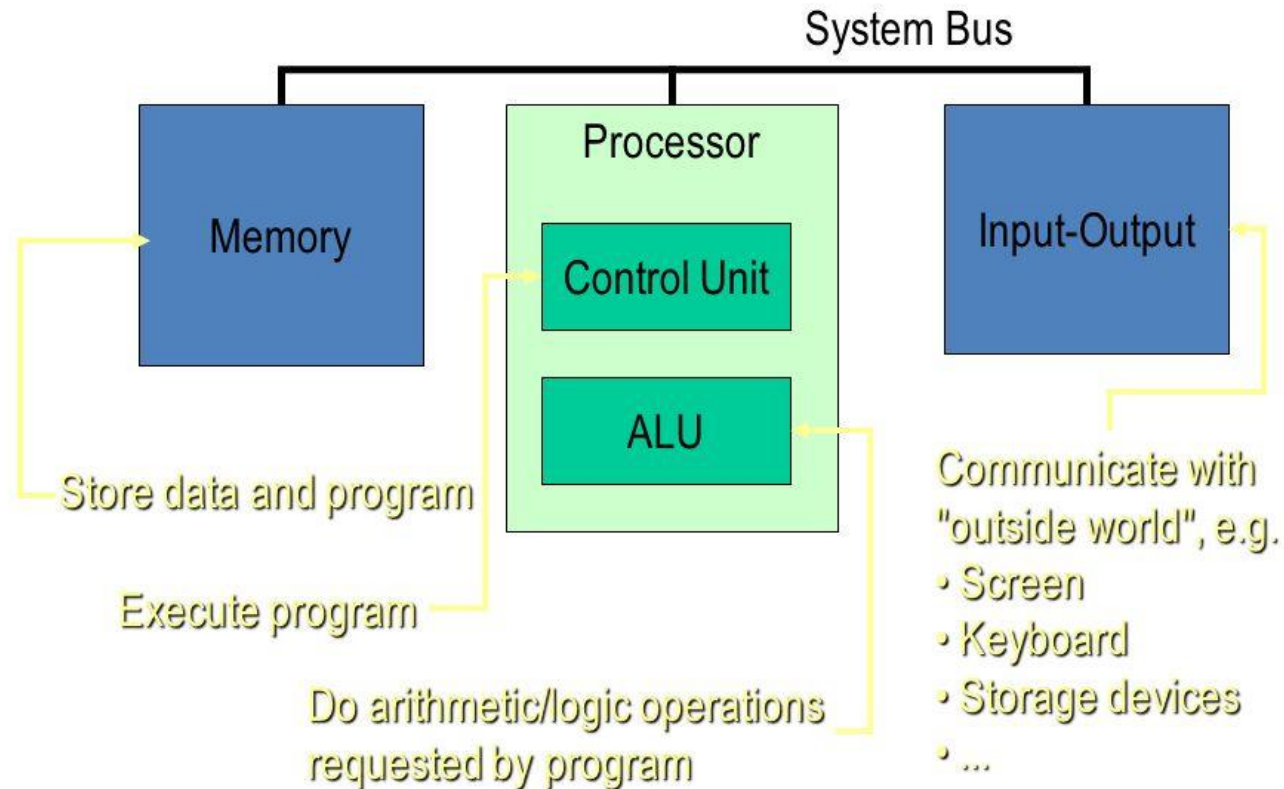 System Bus
Memory
Processor
Control Unit
ALU
Input-Output
Store data and program
Execute program
Do arithmetic/logic operations
requested by program
Communicate with
"outside world", e.g.
• Screen
• Keyboard
• Storage devices
• ...